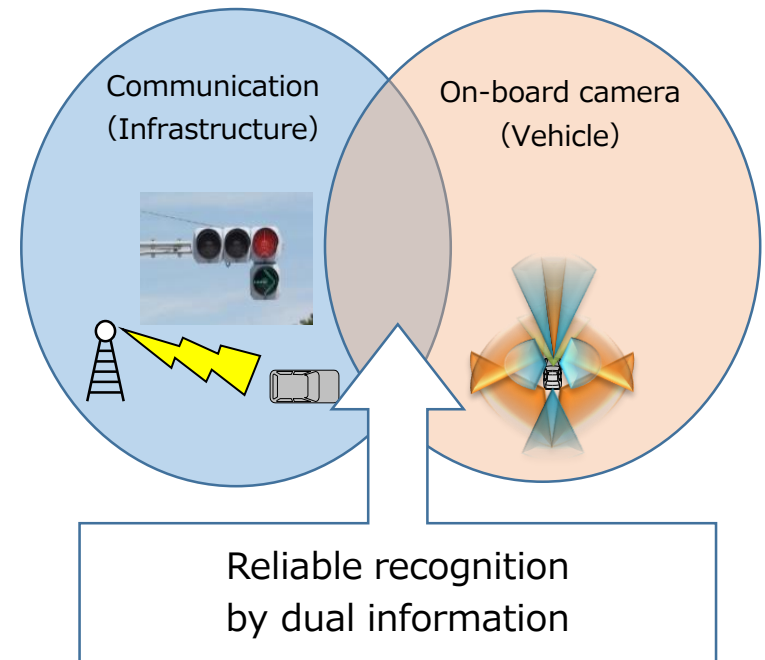 Communication
（Infrastructure）
On-board camera
（Vehicle）
Reliable recognition
by dual information